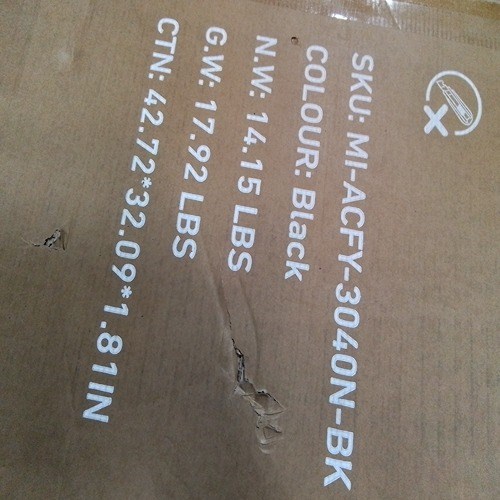 SKU: MI-ACFY-3040N-BK
COLOUR: Black
N.W: 14.15 LBS
G.W: 17.92 LBS
CTN: 42.72*32.09*1.81IN